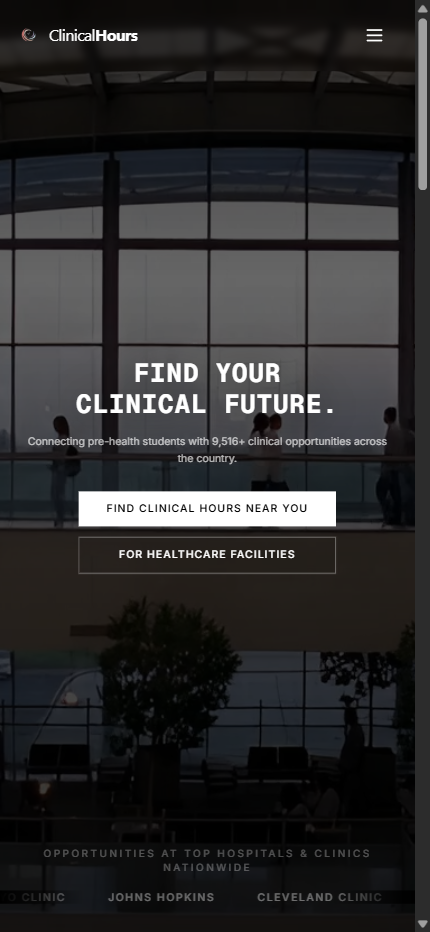 ClinicalHours
FIND YOUR
CLINICAL FUTURE.
Connecting pre-health students with 9,516+ clinical opportunities across
the country.
FIND CLINICAL HOURS NEAR YOU
FOR HEALTHCARE FACILITIES
OPPORTUNITIES AT TOP HOSPITALS & CLINICS
NATIONWIDE
O CLINIC JOHNS HOPKINS CLEVELAND CLINIC